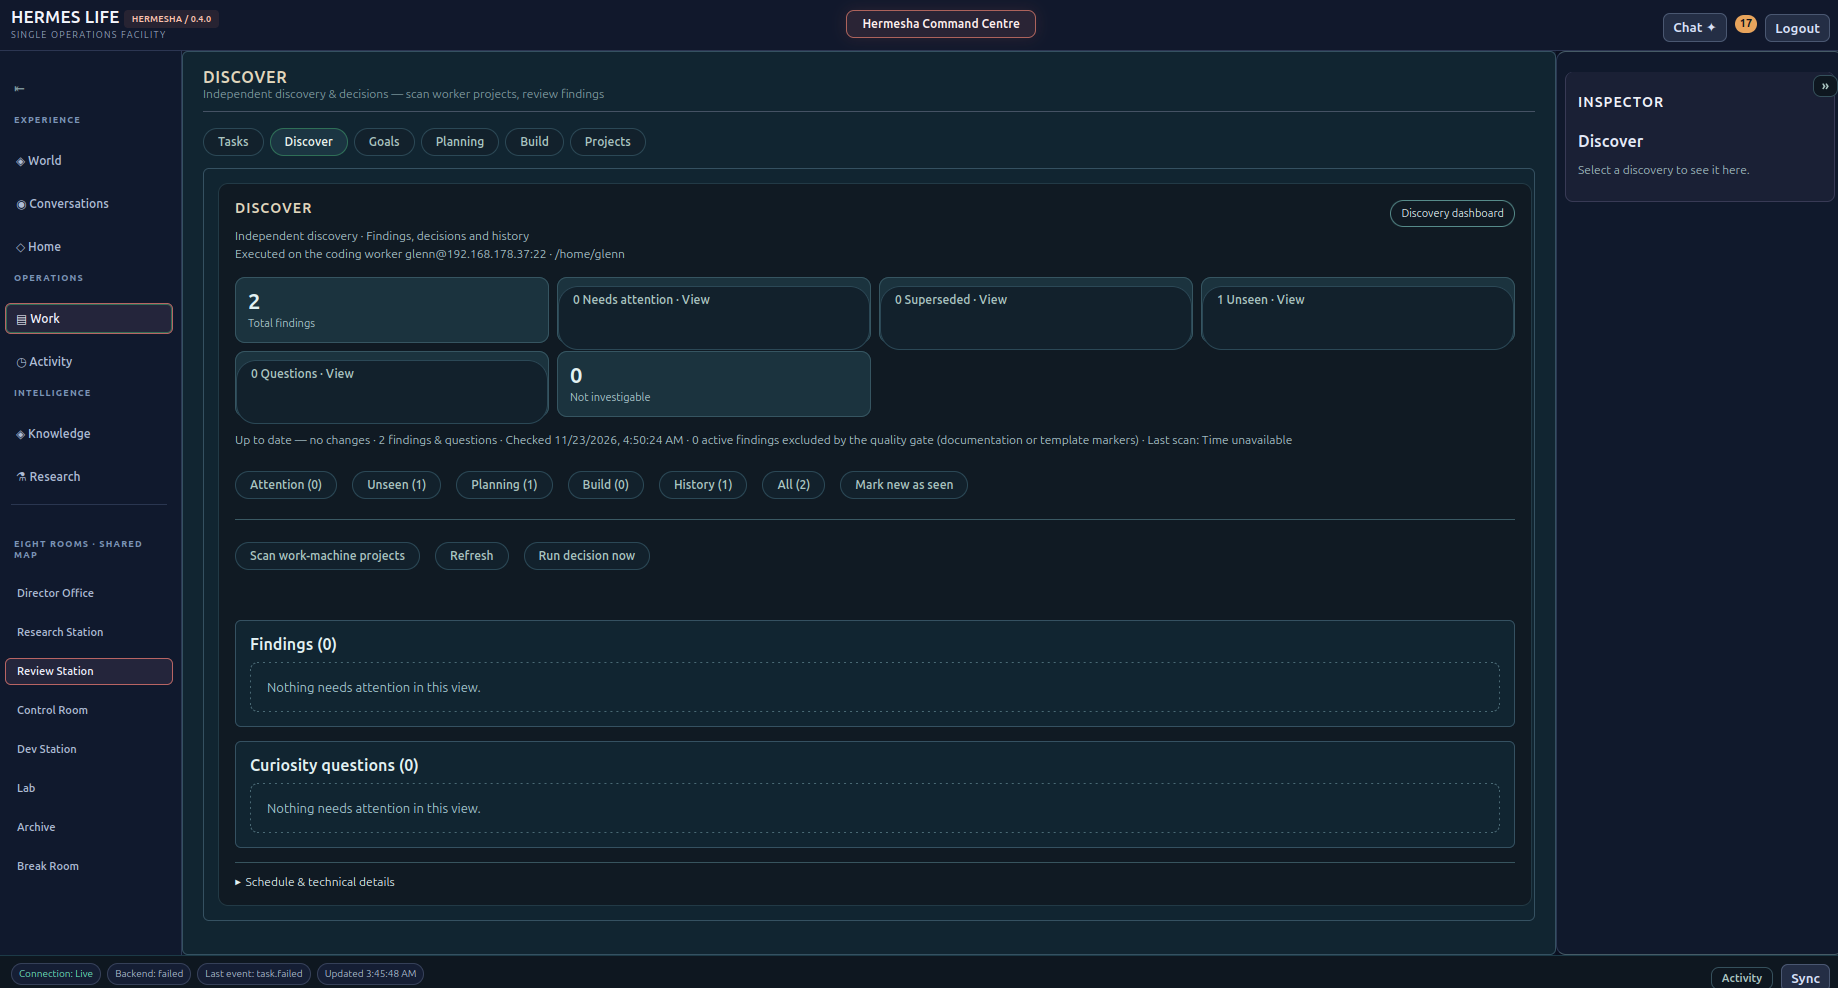 HERMES LIFE HERMESHA / 0.4.0
SINGLE OPERATIONS FACILITY
Hermesha Command Centre
Chat ✦ 17 Logout
⇤
EXPERIENCE
◈ World
◉ Conversations
◇ Home
OPERATIONS
▤ Work
◷ Activity
INTELLIGENCE
◈ Knowledge
⚗ Research
EIGHT ROOMS · SHARED
MAP
Director Office
Research Station
Review Station
Control Room
Dev Station
Lab
Archive
Break Room
DISCOVER
Independent discovery & decisions — scan worker projects, review findings
Tasks Discover Goals Planning Build Projects
DISCOVER
Discovery dashboard
Independent discovery · Findings, decisions and history
Executed on the coding worker glenn@192.168.178.37:22 · /home/glenn
2
Total findings
0 Needs attention · View
0 Superseded · View
1 Unseen · View
0 Questions · View
0
Not investigable
Up to date — no changes · 2 findings & questions · Checked 11/23/2026, 4:50:24 AM · 0 active findings excluded by the quality gate (documentation or template markers) · Last scan: Time unavailable
Attention (0) Unseen (1) Planning (1) Build (0) History (1) All (2) Mark new as seen
Scan work-machine projects Refresh Run decision now
Findings (0)
Nothing needs attention in this view.
Curiosity questions (0)
Nothing needs attention in this view.
▸ Schedule & technical details
»
INSPECTOR
Discover
Select a discovery to see it here.
Connection: Live Backend: failed Last event: task.failed Updated 3:45:48 AM
Activity Sync